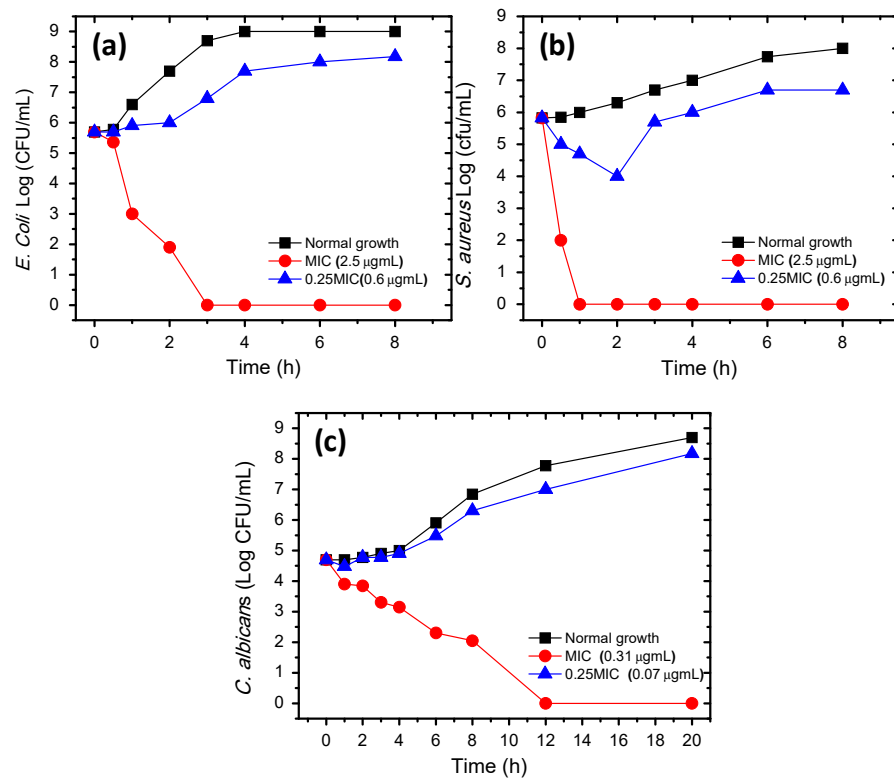 (a)
E. Coli Log (CFU/mL)
9
8
7
6
5
4
3
2
1
0
Normal growth
MIC (2.5 μgmL)
0.25MIC(0.6 μgmL)
0 2 4 6 8
Time (h)
(b)
S. aureus Log (cfu/mL)
9
8
7
6
5
4
3
2
1
0
Normal growth
MIC (2.5 μgmL)
0.25MIC (0.6 μgmL)
0 2 4 6 8
Time (h)
(c)
C. albicans (Log CFU/mL)
9
8
7
6
5
4
3
2
1
0
Normal growth
MIC (0.31 μgmL)
0.25MIC (0.07 μgmL)
0 2 4 6 8 10 12 14 16 18 20
Time (h)